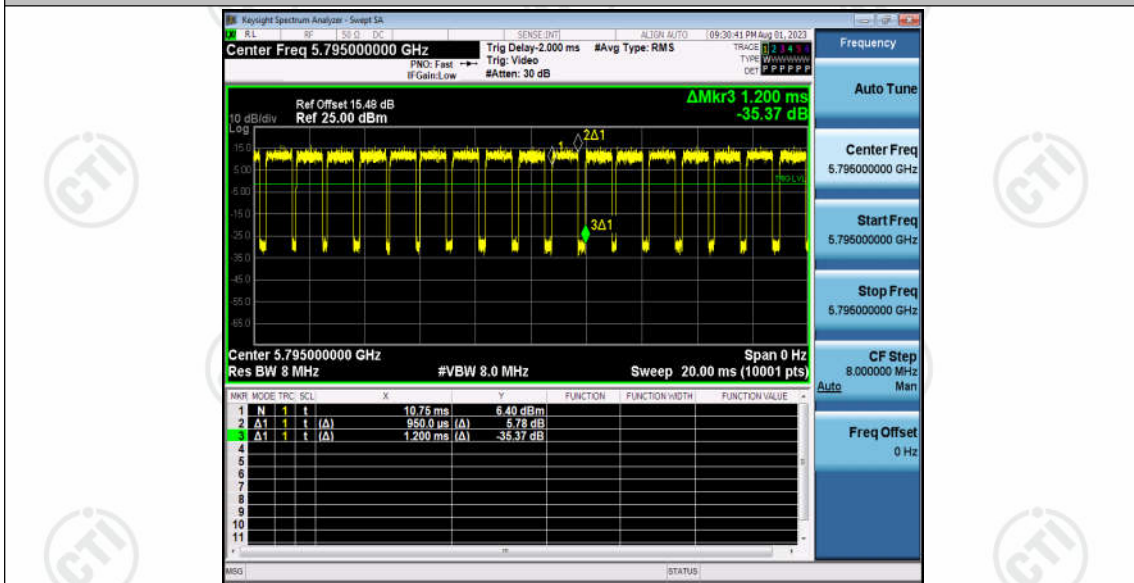 Keysight Spectrum Analyzer - Swept SA
RL RF 50 Ω DC SENSE:INT ALIGN AUTO 09:30:41 PM Aug 01, 2023
Center Freq 5.795000000 GHz Trig Delay-2.000 ms #Avg Type: RMS TRACE 1 2 3 4 5 6
PNO: Fast Trig: Video TYPE WWWWWW
IFGain:Low #Atten: 30 dB DET P P P P P P
Frequency
Auto Tune
Center Freq
5.795000000 GHz
Start Freq
5.795000000 GHz
Stop Freq
5.795000000 GHz
CF Step
8.000000 MHz
Auto Man
Freq Offset
0 Hz
ΔMkr3 1.200 ms
-35.37 dB
Ref Offset 15.48 dB
10 dB/div Ref 25.00 dBm
Log
15.0
5.00
-5.00
-15.0
-25.0
-35.0
-45.0
-55.0
-65.0
1
2Δ1
3Δ1
TRIG LVL
Center 5.795000000 GHz Span 0 Hz
Res BW 8 MHz #VBW 8.0 MHz Sweep 20.00 ms (10001 pts)
MKR MODE TRC SCL X Y FUNCTION FUNCTION WIDTH FUNCTION VALUE
1 N 1 t 10.75 ms 6.40 dBm
2 Δ1 1 t (Δ) 950.0 µs (Δ) 5.78 dB
3 Δ1 1 t (Δ) 1.200 ms (Δ) -35.37 dB
4
5
6
7
8
9
10
11
MSG STATUS
CTI
CTI
CTI
CTI